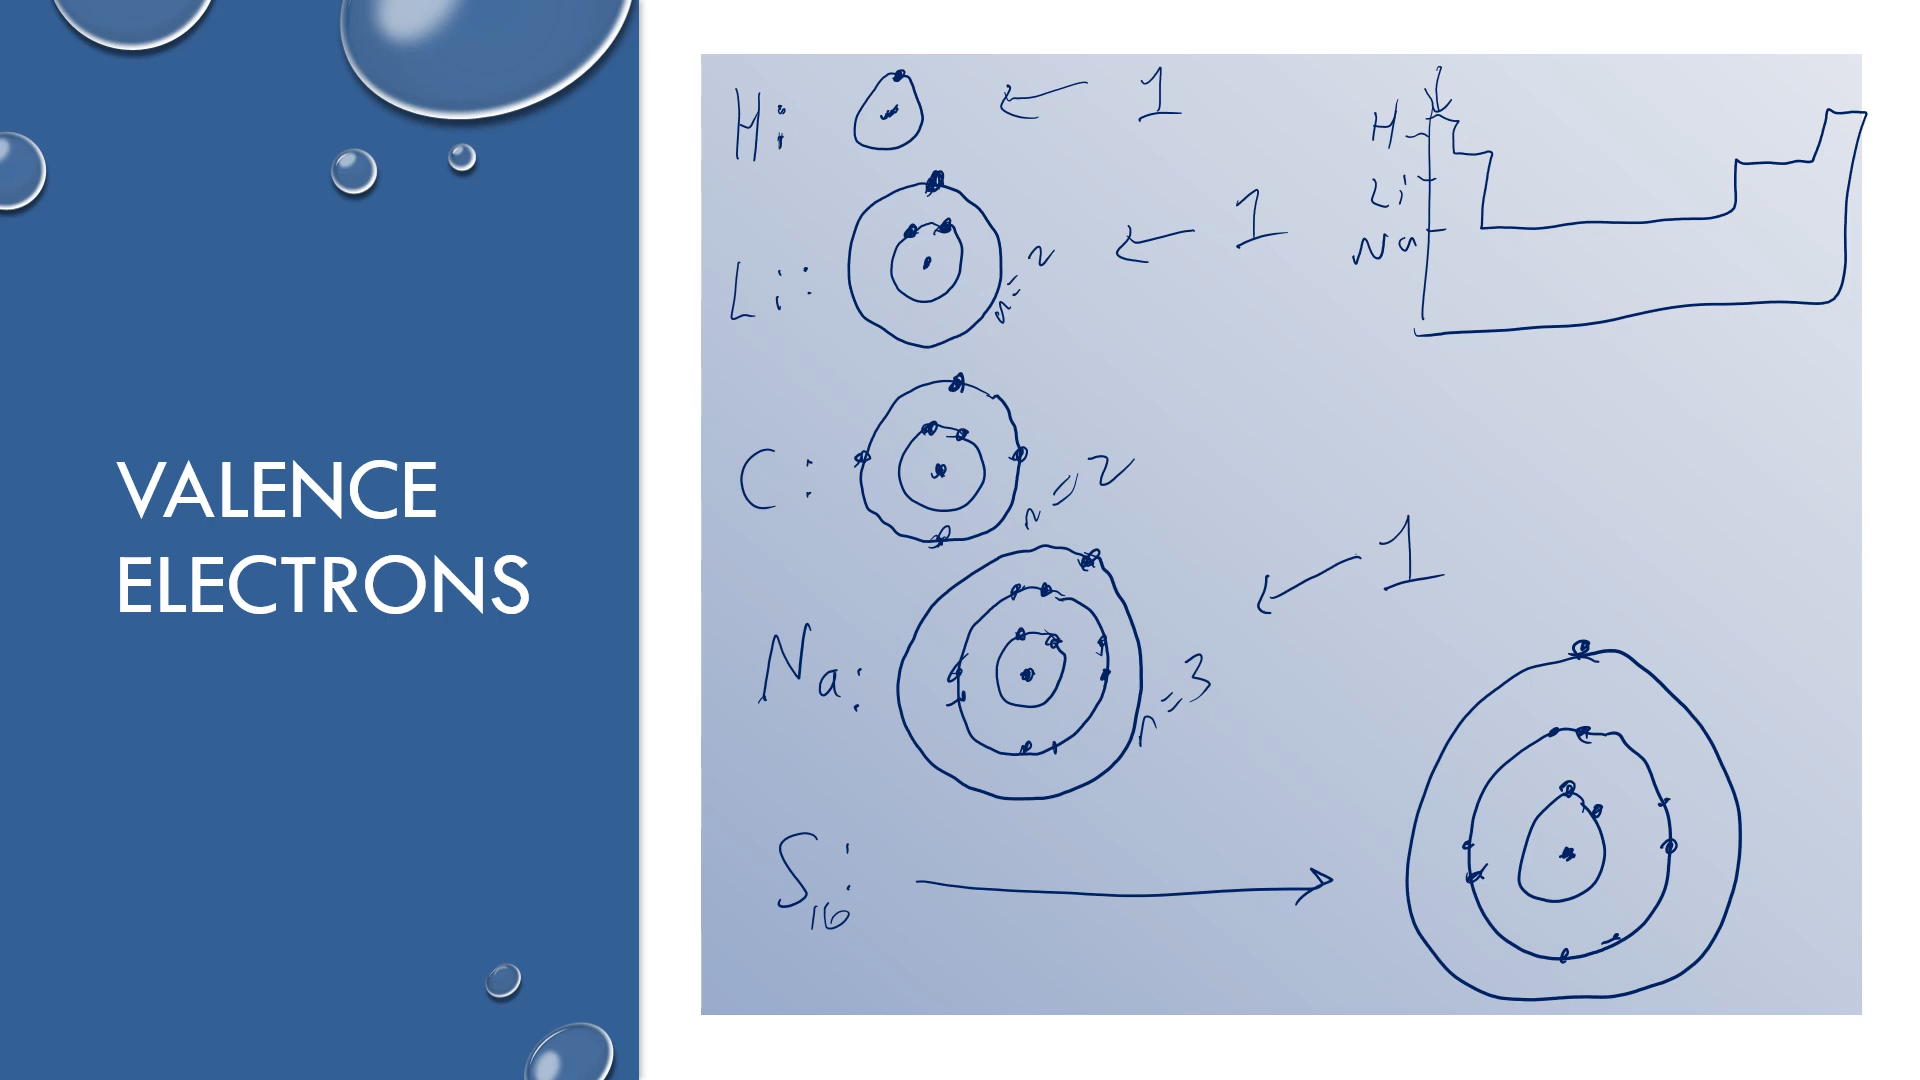 VALENCE
ELECTRONS
H:
1
Li:
n=2
1
C:
n=2
Na:
n=3
1
S:
16
H
Li
Na